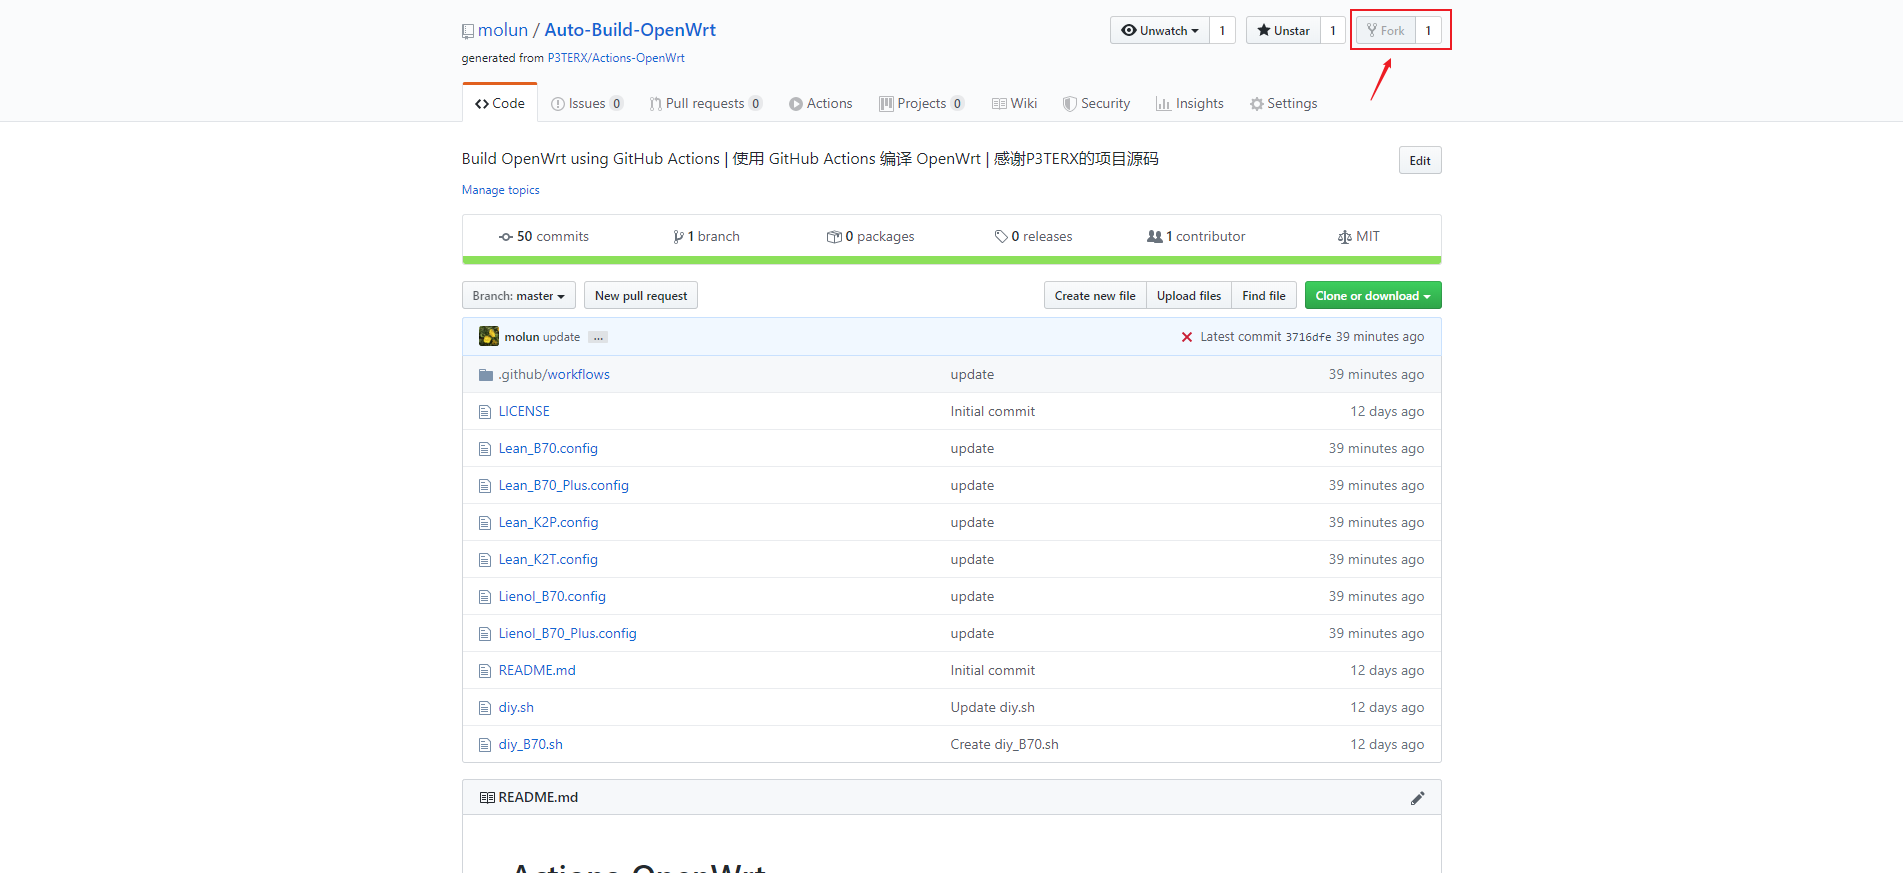 molun / Auto-Build-OpenWrt
Unwatch 1
Unstar 1
Fork 1
generated from P3TERX/Actions-OpenWrt
Code
Issues 0
Pull requests 0
Actions
Projects 0
Wiki
Security
Insights
Settings
Build OpenWrt using GitHub Actions | 使用 GitHub Actions 编译 OpenWrt | 感谢P3TERX的项目源码
Edit
Manage topics
50 commits
1 branch
0 packages
0 releases
1 contributor
MIT
Branch: master
New pull request
Create new file
Upload files
Find file
Clone or download
molun update ...
Latest commit 3716dfe 39 minutes ago
.github/workflows update 39 minutes ago
LICENSE Initial commit 12 days ago
Lean_B70.config update 39 minutes ago
Lean_B70_Plus.config update 39 minutes ago
Lean_K2P.config update 39 minutes ago
Lean_K2T.config update 39 minutes ago
Lienol_B70.config update 39 minutes ago
Lienol_B70_Plus.config update 39 minutes ago
README.md Initial commit 12 days ago
diy.sh Update diy.sh 12 days ago
diy_B70.sh Create diy_B70.sh 12 days ago
README.md
Actions-OpenWrt